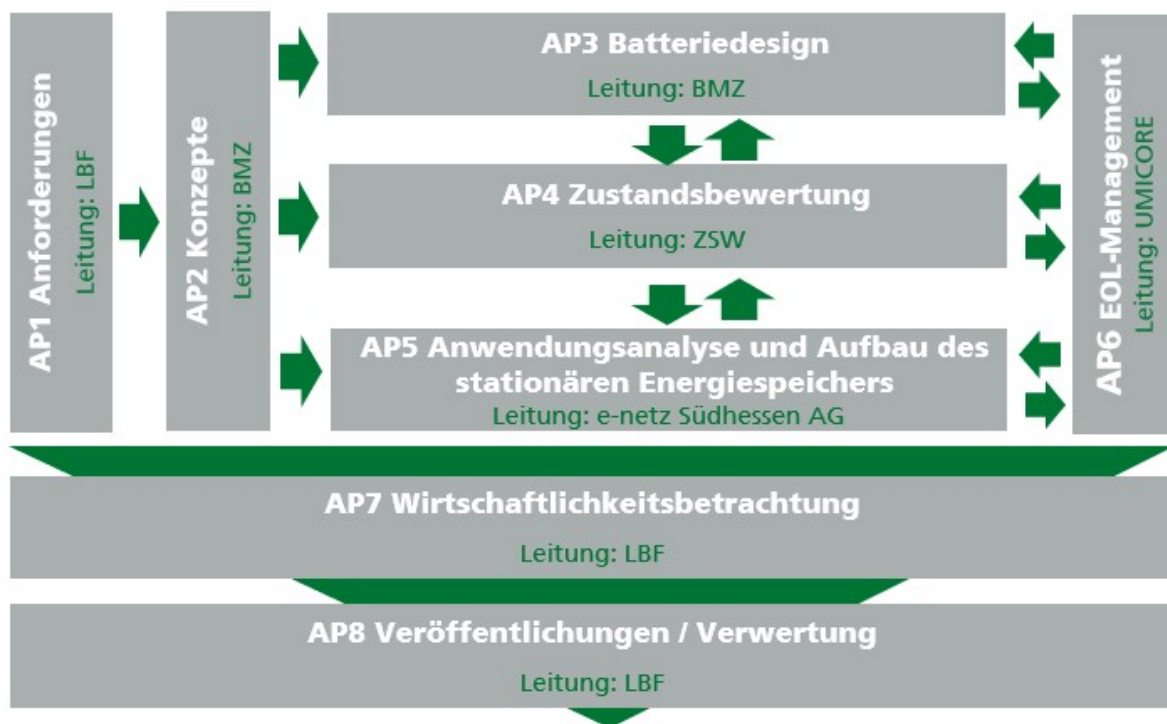 AP1 Anforderungen
Leitung: LBF
AP2 Konzepte
Leitung: BMZ
AP3 Batteriedesign
Leitung: BMZ
AP4 Zustandsbewertung
Leitung: ZSW
AP5 Anwendungsanalyse und Aufbau des
stationären Energiespeichers
Leitung: e-netz Südhessen AG
AP6 EOL-Management
Leitung: UMICORE
AP7 Wirtschaftlichkeitsbetrachtung
Leitung: LBF
AP8 Veröffentlichungen / Verwertung
Leitung: LBF